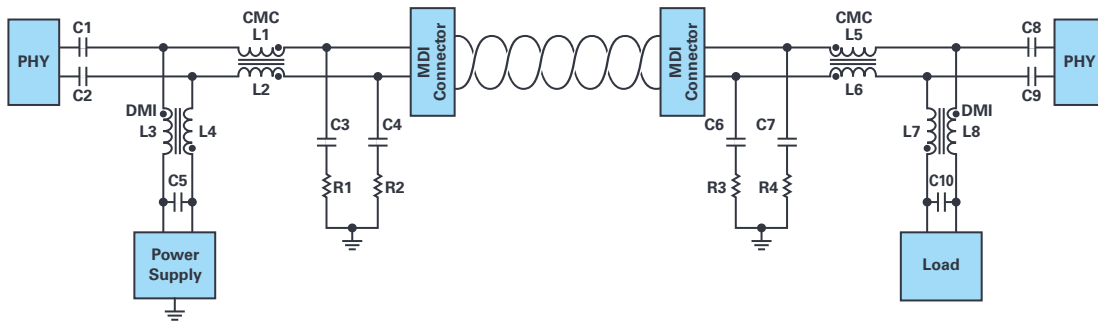 PHY
C1
C2
CMC
L1
L2
DMI
L3
L4
C5
Power
Supply
C3
C4
R1
R2
MDI
Connector
MDI
Connector
C6
C7
R3
R4
CMC
L5
L6
L7
DMI
L8
C10
Load
C8
C9
PHY